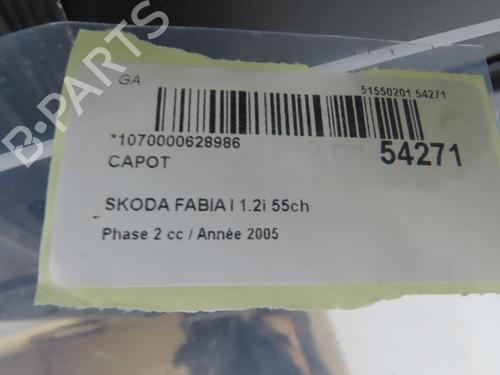 B-PARTS
GA
51550201 54271
*1070000628986
54271
CAPOT
SKODA FABIA I 1.2i 55ch
Phase 2 cc / Année 2005